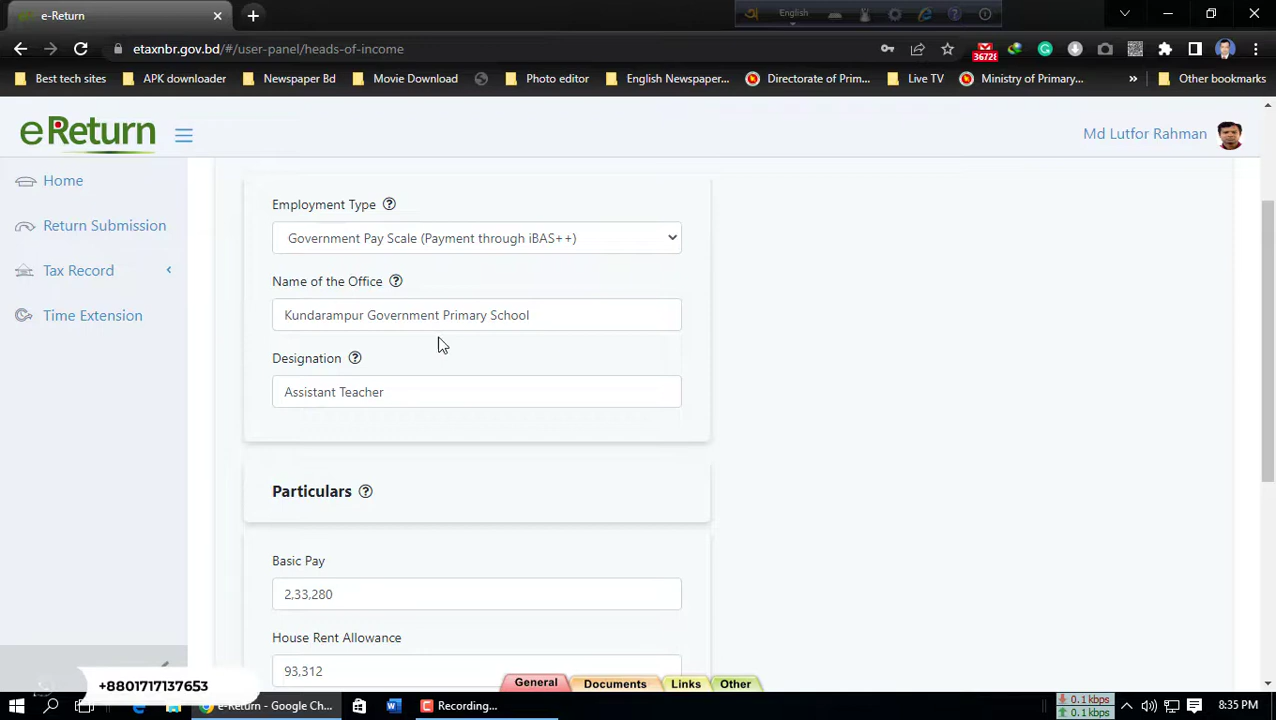 e-Return
English
etaxnbr.gov.bd/#/user-panel/heads-of-income
36728
Best tech sites
APK downloader
Newspaper Bd
Movie Download
Photo editor
English Newspaper...
Directorate of Prim...
Live TV
Ministry of Primary...
»
Other bookmarks
eReturn
Md Lutfor Rahman
Home
Return Submission
Tax Record
Time Extension
Employment Type
Government Pay Scale (Payment through iBAS++)
Name of the Office
Kundarampur Government Primary School
Designation
Assistant Teacher
Particulars
Basic Pay
2,33,280
House Rent Allowance
93,312
+8801717137653
General
Documents
Links
Other
e-Return - Google Ch...
Recording...
0.1 kbps
0.1 kbps
8:35 PM